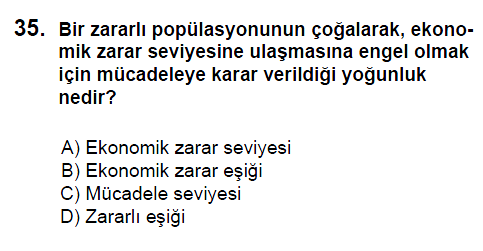 35. Bir zararlı popülasyonunun çoğalarak, ekono-
mik zarar seviyesine ulaşmasına engel olmak
için mücadeleye karar verildiği yoğunluk
nedir?
A) Ekonomik zarar seviyesi
B) Ekonomik zarar eşiği
C) Mücadele seviyesi
D) Zararlı eşiği